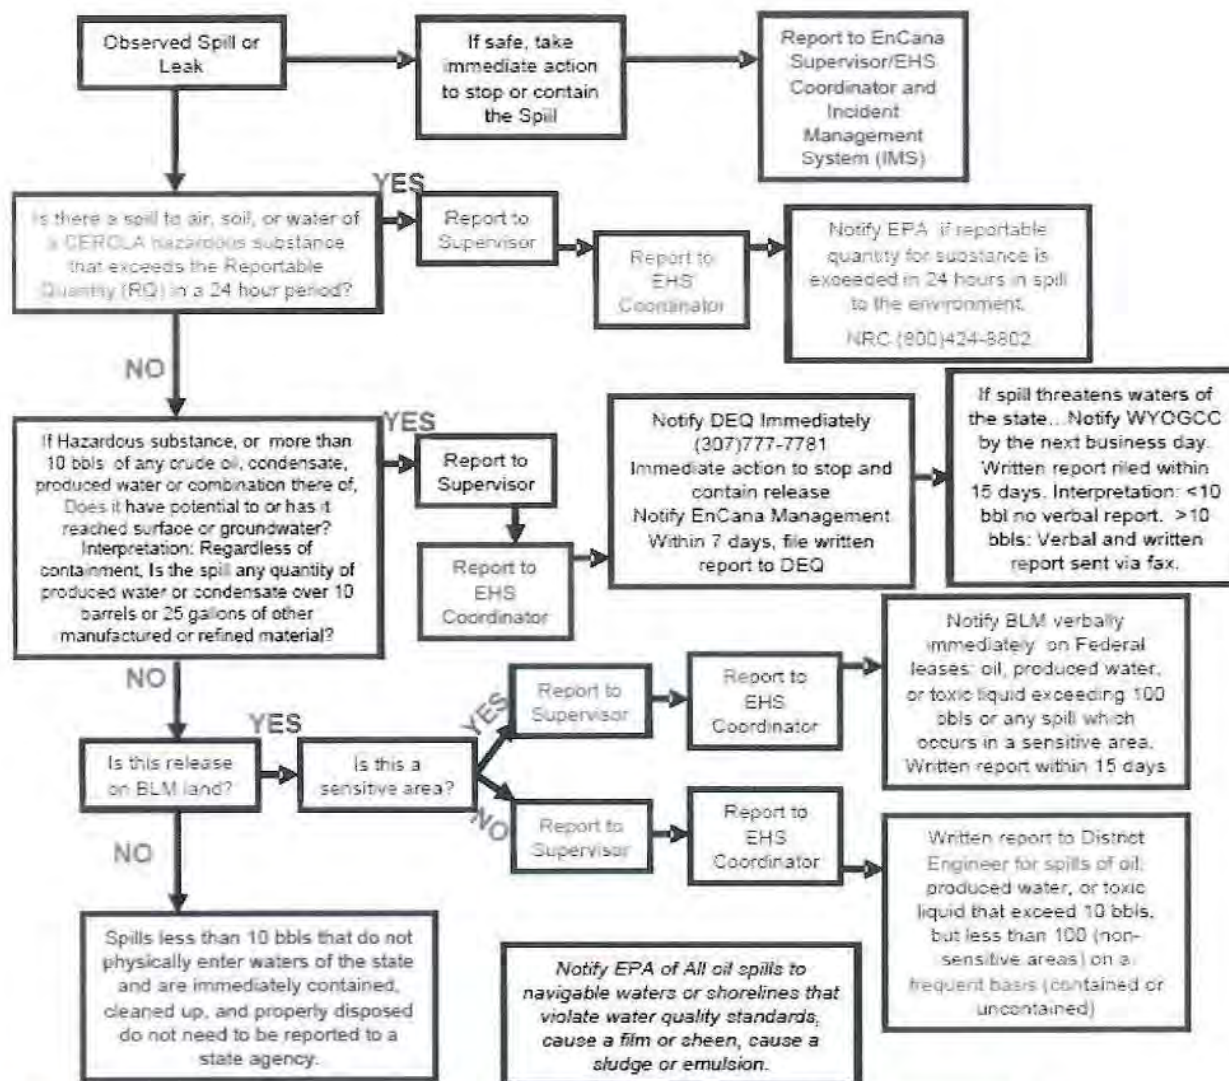 Observed Spill or
Leak
If safe, take
immediate action
to stop or contain
the Spill
Report to EnCana
Supervisor/EHS
Coordinator and
Incident
Management
System (IMS)
Is there a spill to air, soil, or water of
a CERCLA hazardous substance
that exceeds the Reportable
Quantity (RQ) in a 24 hour period?
YES
Report to
Supervisor
Report to
EHS
Coordinator
Notify EPA if reportable
quantity for substance is
exceeded in 24 hours in spill
to the environment.
NRC (800)424-8802
NO
If Hazardous substance, or more than
10 bbls of any crude oil, condensate,
produced water or combination there of,
Does it have potential to or has it
reached surface or groundwater?
Interpretation: Regardless of
containment, Is the spill any quantity of
produced water or condensate over 10
barrels or 25 gallons of other
manufactured or refined material?
YES
Report to
Supervisor
Report to
EHS
Coordinator
Notify DEQ Immediately
(307)777-7781
Immediate action to stop and
contain release
Notify EnCana Management
Within 7 days, file written
report to DEQ
If spill threatens waters of
the state...Notify WYOGCC
by the next business day.
Written report filed within
15 days. Interpretation: <10
bbl no verbal report. >10
bbls: Verbal and written
report sent via fax.
NO
Is this release
on BLM land?
YES
Is this a
sensitive area?
YES
Report to
Supervisor
Report to
EHS
Coordinator
Notify BLM verbally
immediately on Federal
leases: oil, produced water,
or toxic liquid exceeding 100
bbls or any spill which
occurs in a sensitive area.
Written report within 15 days
NO
Report to
Supervisor
Report to
EHS
Coordinator
Written report to District
Engineer for spills of oil,
produced water, or toxic
liquid that exceed 10 bbls,
but less than 100 (non-
sensitive areas) on a
frequent basis (contained or
uncontained)
NO
Spills less than 10 bbls that do not
physically enter waters of the state
and are immediately contained,
cleaned up, and properly disposed
do not need to be reported to a
state agency.
Notify EPA of All oil spills to
navigable waters or shorelines that
violate water quality standards,
cause a film or sheen, cause a
sludge or emulsion.